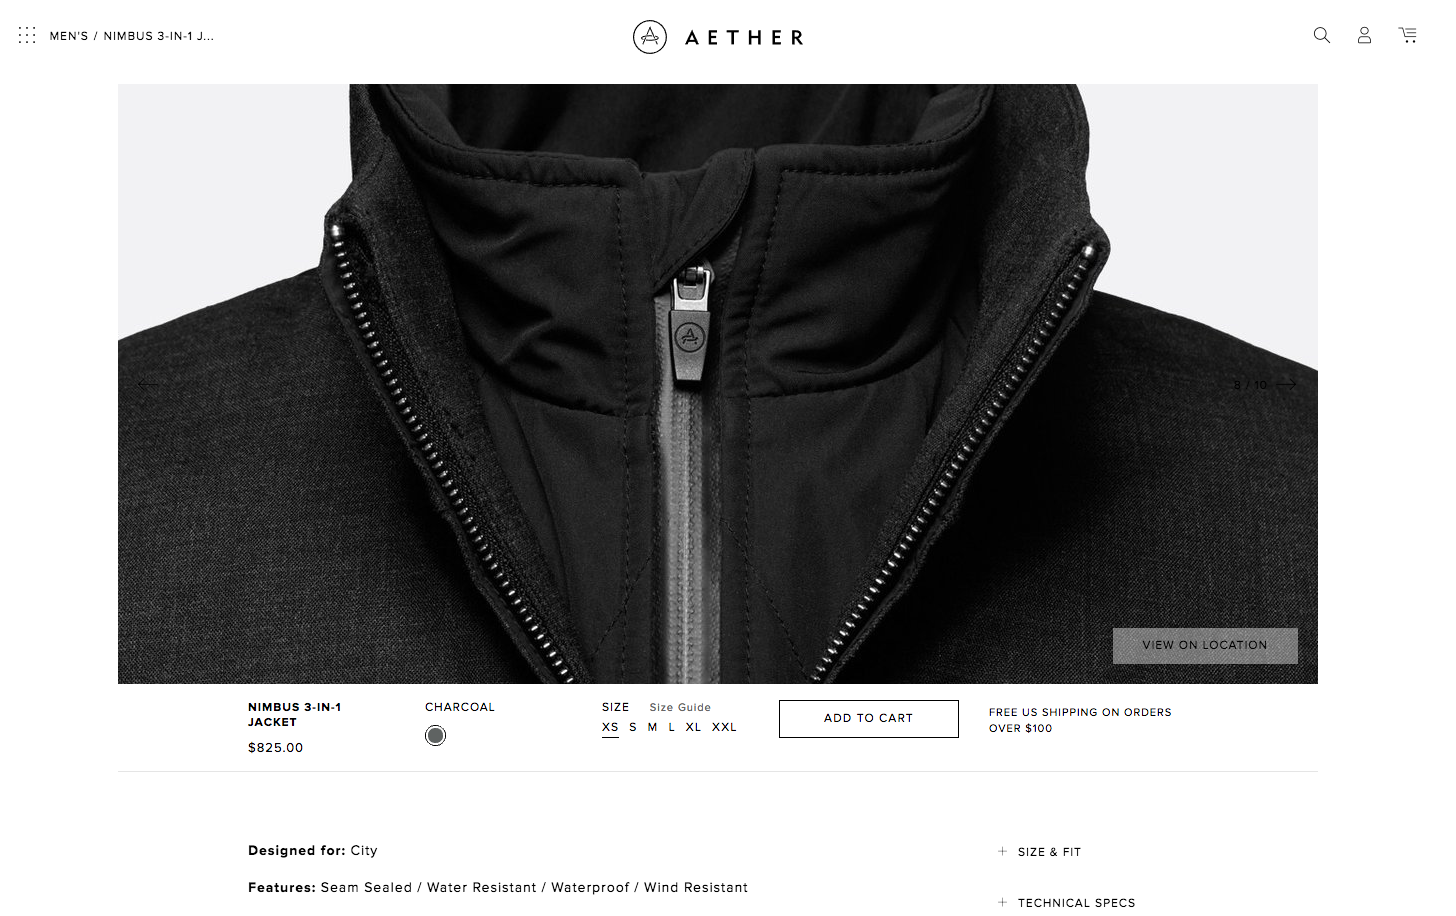 MEN'S / NIMBUS 3-IN-1 J...
AETHER
8 / 10
VIEW ON LOCATION
NIMBUS 3-IN-1
JACKET
$825.00
CHARCOAL
SIZE Size Guide
XS S M L XL XXL
ADD TO CART
FREE US SHIPPING ON ORDERS
OVER $100
Designed for: City
Features: Seam Sealed / Water Resistant / Waterproof / Wind Resistant
+ SIZE & FIT
+ TECHNICAL SPECS